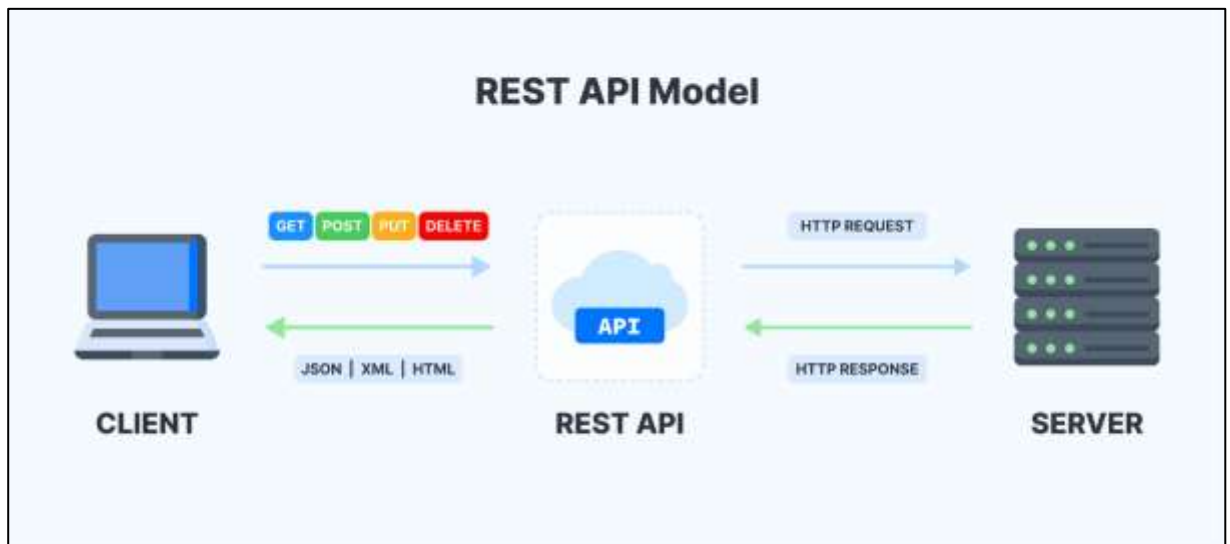 REST API Model
GET POST PUT DELETE
HTTP REQUEST
API
JSON | XML | HTML
HTTP RESPONSE
CLIENT
REST API
SERVER